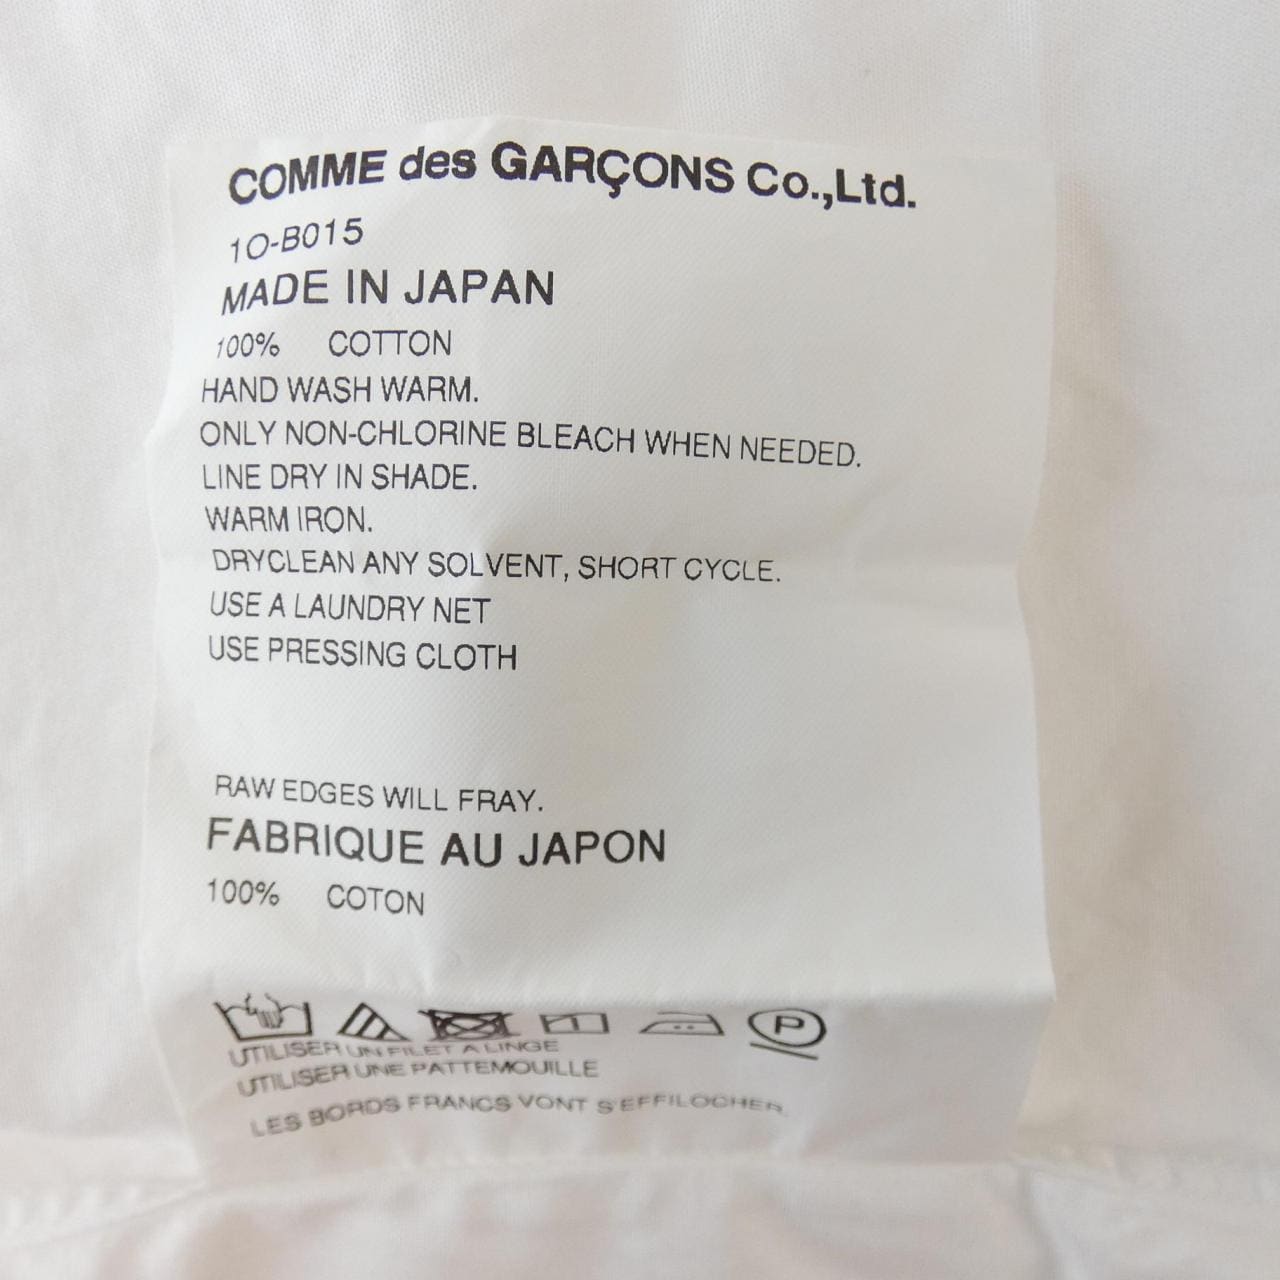 COMME des GARÇONS Co.,Ltd.
1O-B015
MADE IN JAPAN
100% COTTON
HAND WASH WARM.
ONLY NON-CHLORINE BLEACH WHEN NEEDED.
LINE DRY IN SHADE.
WARM IRON.
DRYCLEAN ANY SOLVENT, SHORT CYCLE.
USE A LAUNDRY NET
USE PRESSING CLOTH
RAW EDGES WILL FRAY.
FABRIQUE AU JAPON
100% COTON
P
UTILISER UN FILET A LINGE
UTILISER UNE PATTEMOUILLE
LES BORDS FRANCS VONT S'EFFILOCHER.